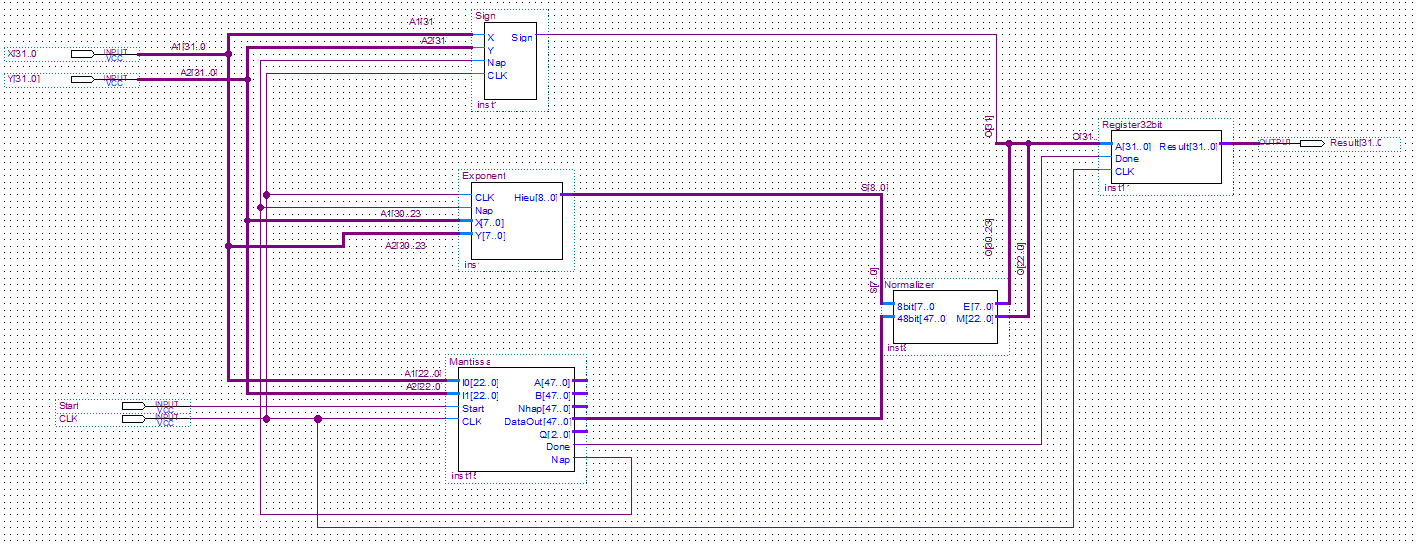 Sign
A1[31
X
Sign
A2[31
Y
Nap
CLK
inst
X[31..0
INPUT
VCC
A1[31..0
Y[31..0]
INPUT
VCC
A2[31..0]
O[31]
Register32bit
O[31
A[31..0]
Result[31..0]
Done
CLK
inst1
OUTPUT
Result[31..0
Exponent
CLK
Hieu[8..0]
Nap
A1[30..23
X[7..0]
Y[7..0]
A2[30..23
inst
S[8..0]
S[7..0]
O[30..23]
O[22..0]
Normalizer
8bit[7..0]
E[7..0]
48bit[47..0]
M[22..0]
inst
Mantissa
A1[22..0]
I0[22..0]
A[47..0]
A2[22..0
I1[22..0]
B[47..0]
Start
INPUT
VCC
Start
Nhap[47..0]
CLK
INPUT
VCC
CLK
DataOut[47..0]
Q[2..0]
Done
Nap
inst1